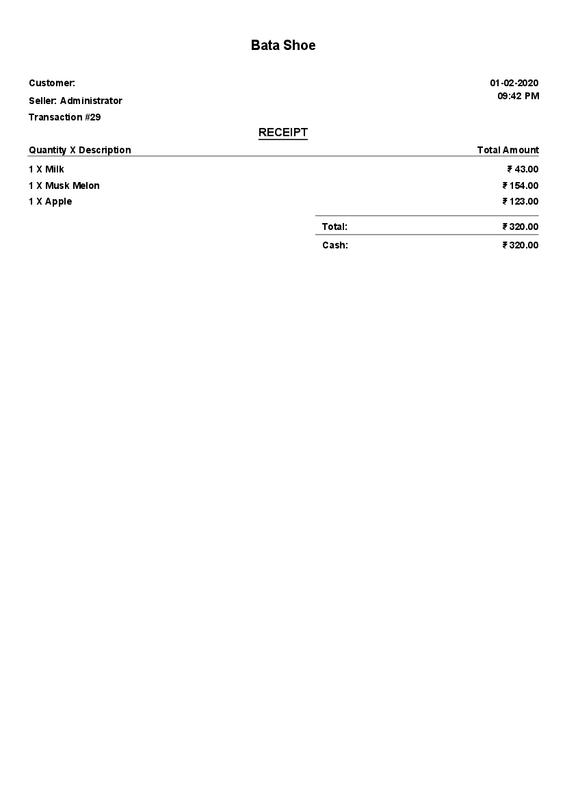 Bata Shoe
Customer: 01-02-2020
Seller: Administrator 09:42 PM
Transaction #29
RECEIPT
Quantity X Description Total Amount
1 X Milk ₹ 43.00
1 X Musk Melon ₹ 154.00
1 X Apple ₹ 123.00
Total: ₹ 320.00
Cash: ₹ 320.00